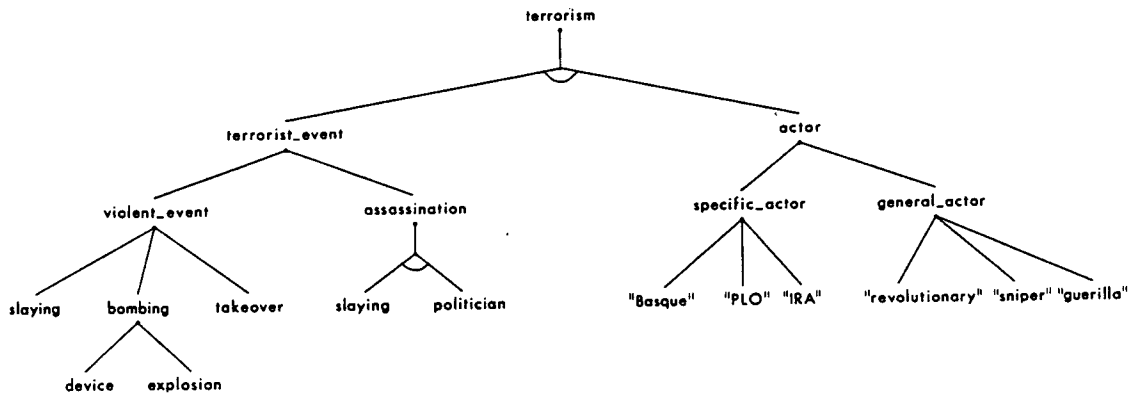 terrorism
terrorist_event
actor
violent_event
assassination
specific_actor
general_actor
slaying
bombing
takeover
slaying
politician
"Basque"
"PLO"
"IRA"
"revolutionary"
"sniper"
"guerilla"
device
explosion